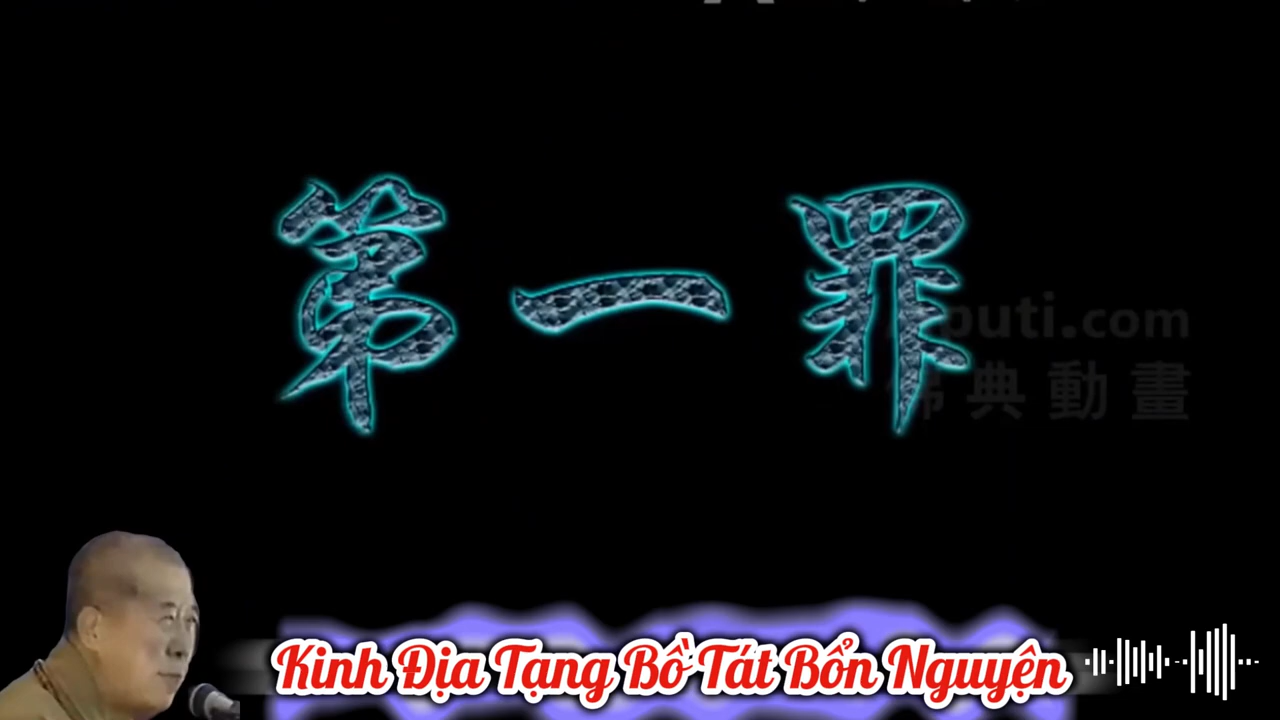 第一罪
puti.com
佛典動畫
Kinh Địa Tạng Bồ Tát Bổn Nguyện